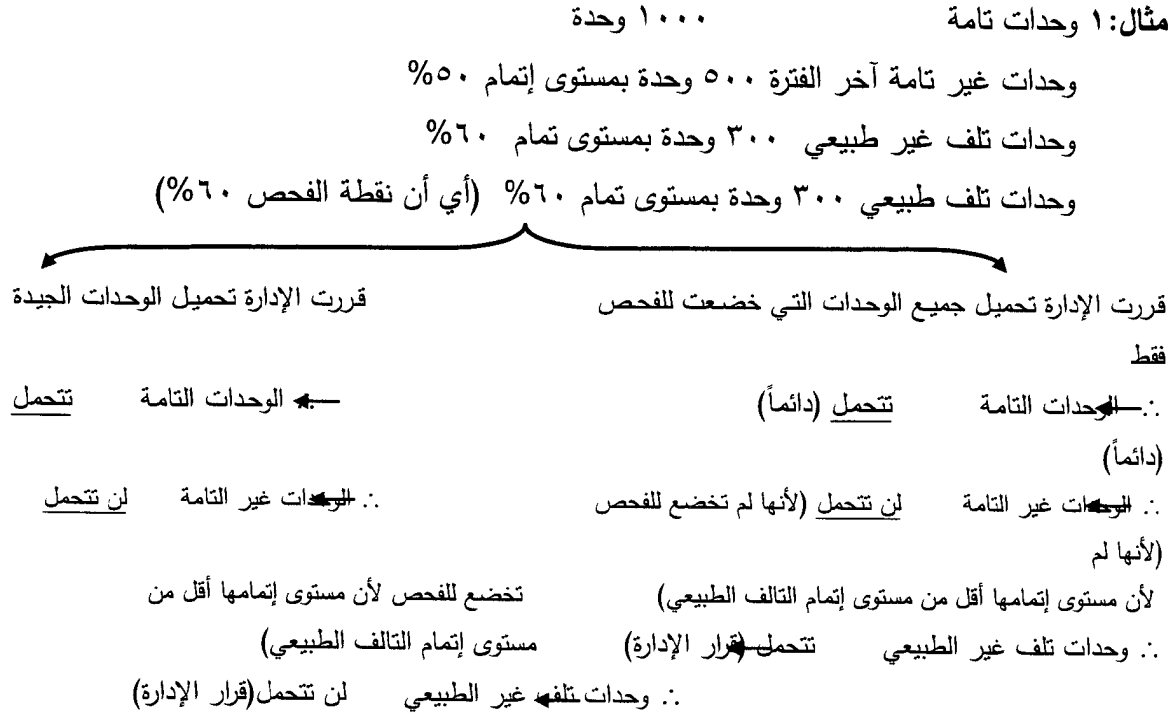 مثال: ١ وحدات تامة ١٠٠٠ وحدة
وحدات غير تامة آخر الفترة ٥٠٠ وحدة بمستوى إتمام ٥٠%
وحدات تلف غير طبيعي ٣٠٠ وحدة بمستوى تمام ٦٠%
وحدات تلف طبيعي ٣٠٠ وحدة بمستوى تمام ٦٠% (أي أن نقطة الفحص ٦٠%)
قررت الإدارة تحميل جميع الوحدات التي خضعت للفحص قررت الإدارة تحميل الوحدات الجيدة
فقط
∴ الوحدات التامة تتحمل (دائماً) الوحدات التامة تتحمل
(دائماً)
∴ الوحدات غير التامة لن تتحمل (لأنها لم تخضع للفحص ∴ الوحدات غير التامة لن تتحمل
(لأنها لم
لأن مستوى إتمامها أقل من مستوى إتمام التالف الطبيعي) تخضع للفحص لأن مستوى إتمامها أقل من
∴ وحدات تلف غير الطبيعي تتحمل (قرار الإدارة) مستوى إتمام التالف الطبيعي)
∴ وحدات تلف غير الطبيعي لن تتحمل(قرار الإدارة)